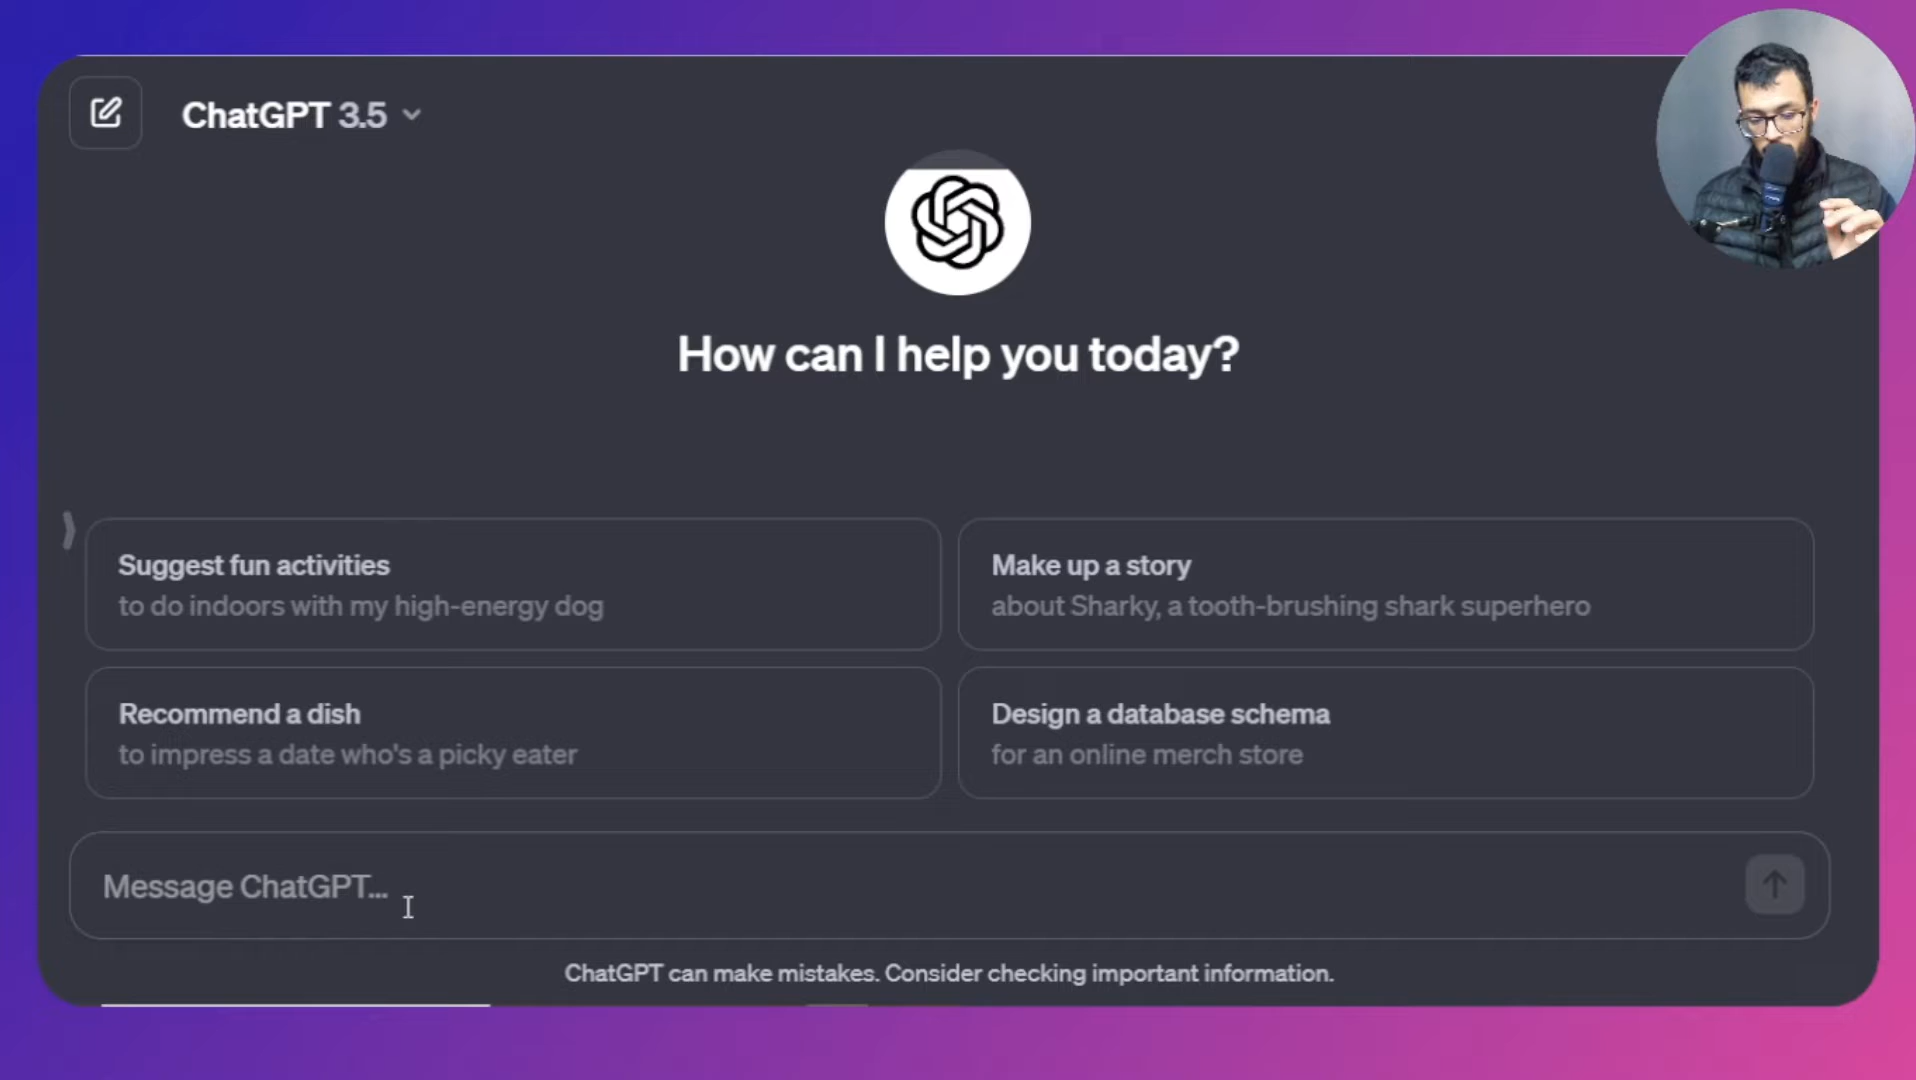 ChatGPT 3.5
How can I help you today?
Suggest fun activities
to do indoors with my high-energy dog
Make up a story
about Sharky, a tooth-brushing shark superhero
Recommend a dish
to impress a date who's a picky eater
Design a database schema
for an online merch store
Message ChatGPT...
ChatGPT can make mistakes. Consider checking important information.